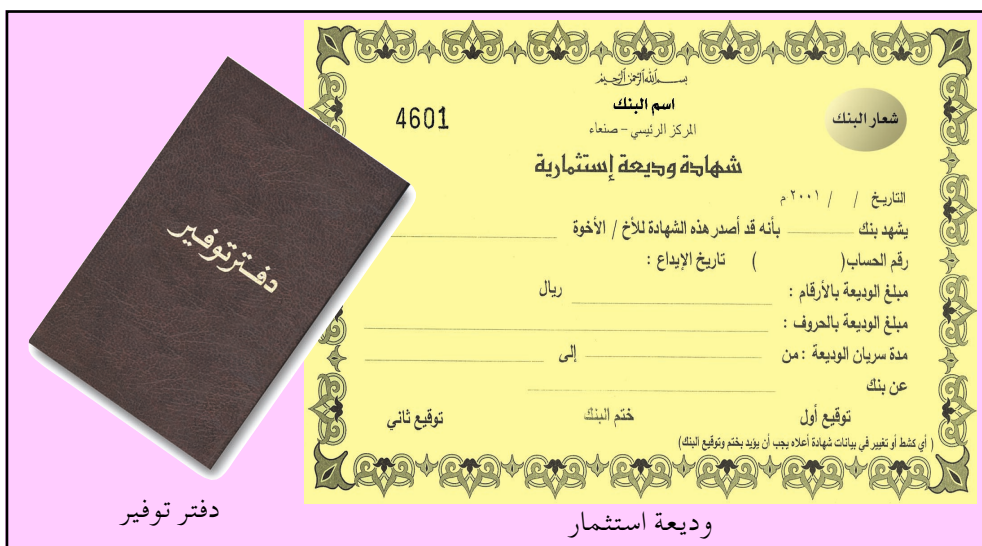 بسم الله الرحمن الرحيم
اسم البنك
المركز الرئيسي - صنعاء
شعار البنك
4601
شهادة وديعة إستثمارية
التاريخ / / ٢٠٠١ م
يشهد بنك ـــــــ بأنه قد أصدر هذه الشهادة للأخ / الأخوة
رقم الحساب( ) تاريخ الإيداع :
مبلغ الوديعة بالأرقام : ـــــــ ريال
مبلغ الوديعة بالحروف :
مدة سريان الوديعة : من ـــــــ إلى
عن بنك
توقيع أول ختم البنك توقيع ثاني
( أي كشط أو تغيير في بيانات شهادة أعلاه يجب أن يؤيد بختم وتوقيع البنك)
وديعة استثمار
دفتر توفير
دفتر توفير